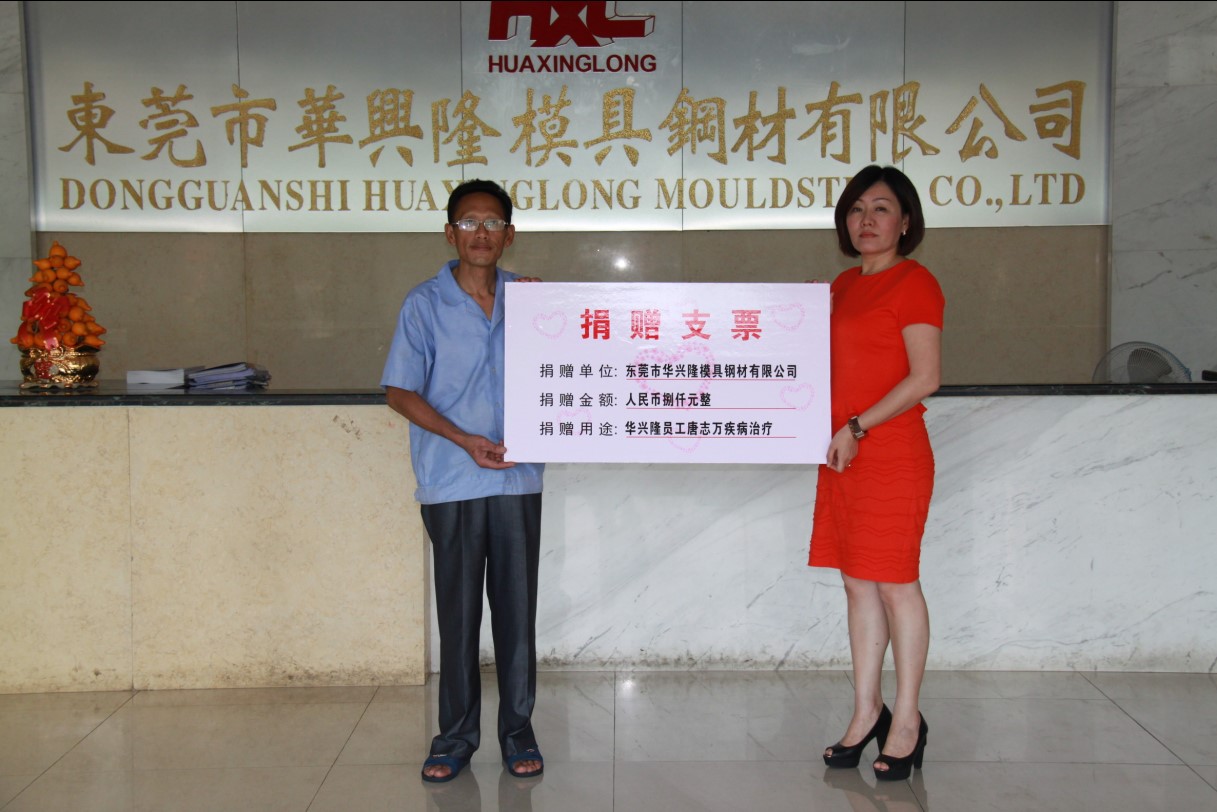 HXL
HUAXINGLONG
東莞市華興隆模具鋼材有限公司
DONGGUANSHI HUAXINGLONG MOULDSTEEL CO.,LTD
捐赠支票
捐赠单位: 东莞市华兴隆模具钢材有限公司
捐赠金额: 人民币捌仟元整
捐赠用途: 华兴隆员工唐志万疾病治疗